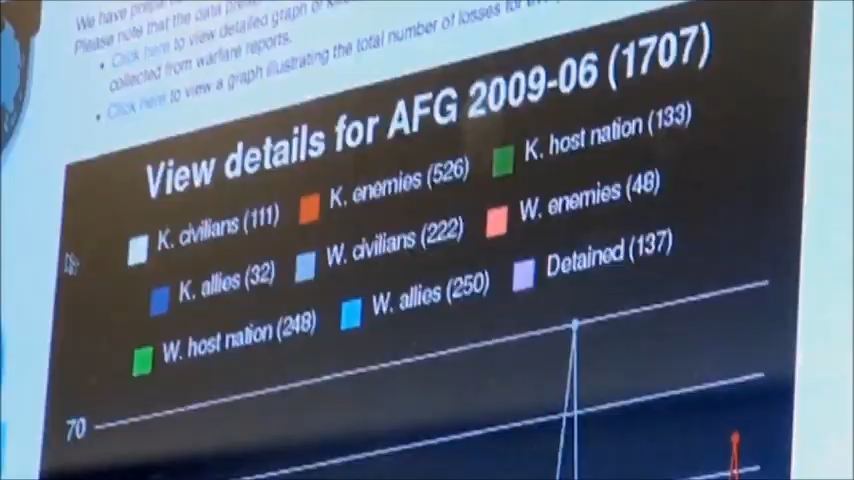 We have prepa
Please note that the data pres
• Click here to view detailed graph of
collected from warfare reports.
• Click here to view a graph illustrating the total number of losses for
View details for AFG 2009-06 (1707)
K. civilians (111) K. enemies (526) K. host nation (133)
K. allies (32) W. civilians (222) W. enemies (48)
W. host nation (248) W. allies (250) Detained (137)
70